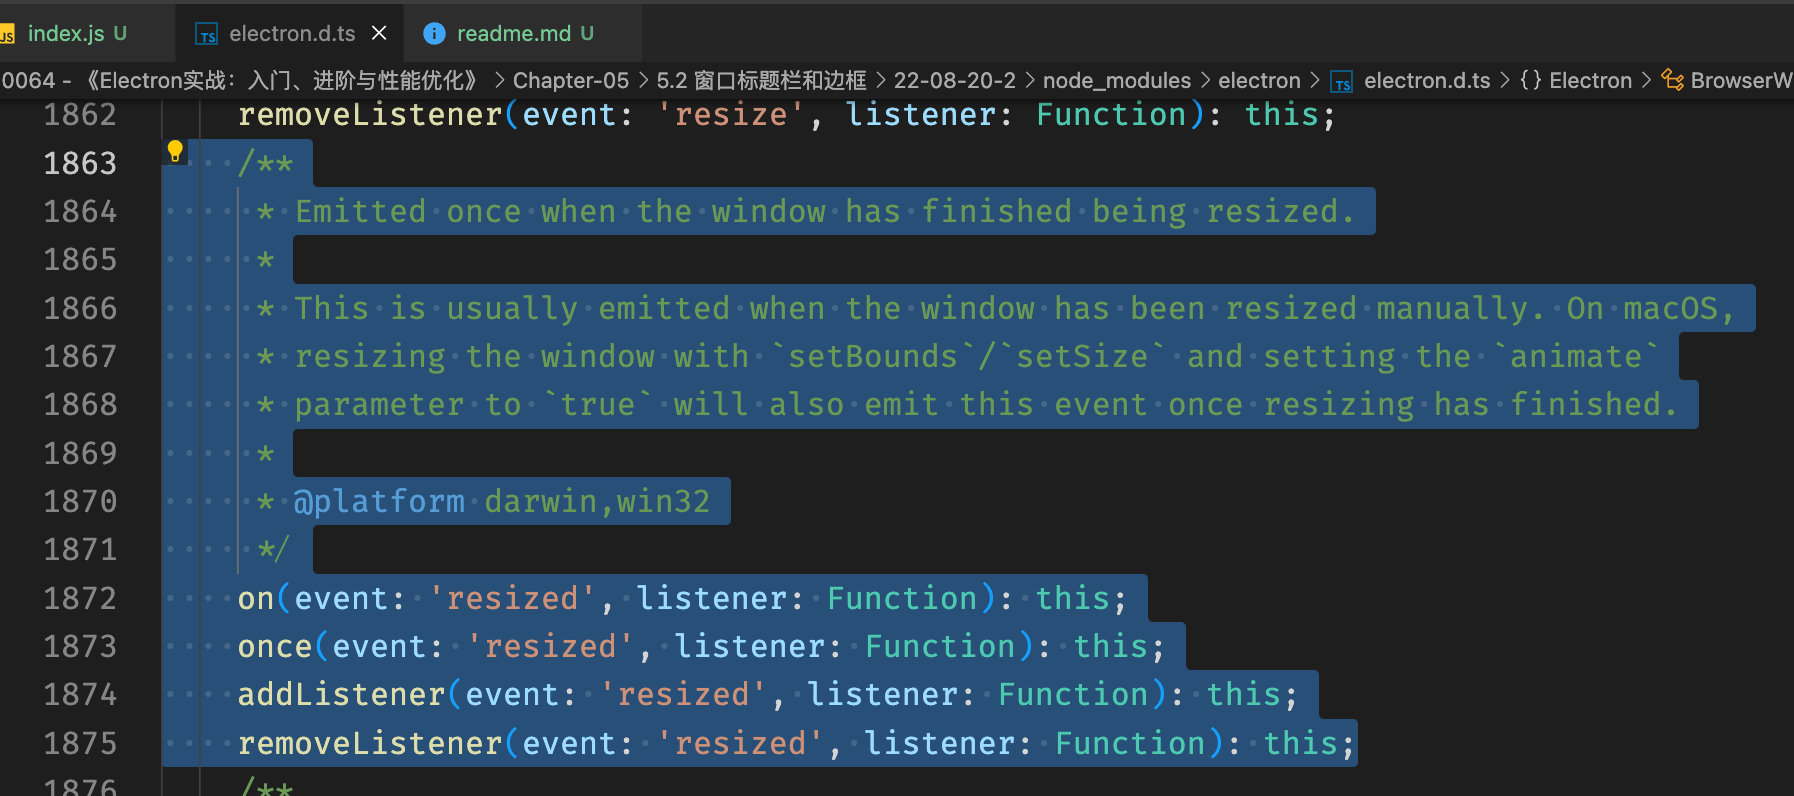 JS index.js U TS electron.d.ts × i readme.md U
0064 - 《Electron实战：入门、进阶与性能优化》 > Chapter-05 > 5.2 窗口标题栏和边框 > 22-08-20-2 > node_modules > electron > TS electron.d.ts > {} Electron > BrowserW
1862 removeListener(event: 'resize', listener: Function): this;
1863 /**
1864 * Emitted once when the window has finished being resized.
1865 *
1866 * This is usually emitted when the window has been resized manually. On macOS,
1867 * resizing the window with `setBounds`/`setSize` and setting the `animate`
1868 * parameter to `true` will also emit this event once resizing has finished.
1869 *
1870 * @platform darwin,win32
1871 */
1872 on(event: 'resized', listener: Function): this;
1873 once(event: 'resized', listener: Function): this;
1874 addListener(event: 'resized', listener: Function): this;
1875 removeListener(event: 'resized', listener: Function): this;
1876 /**